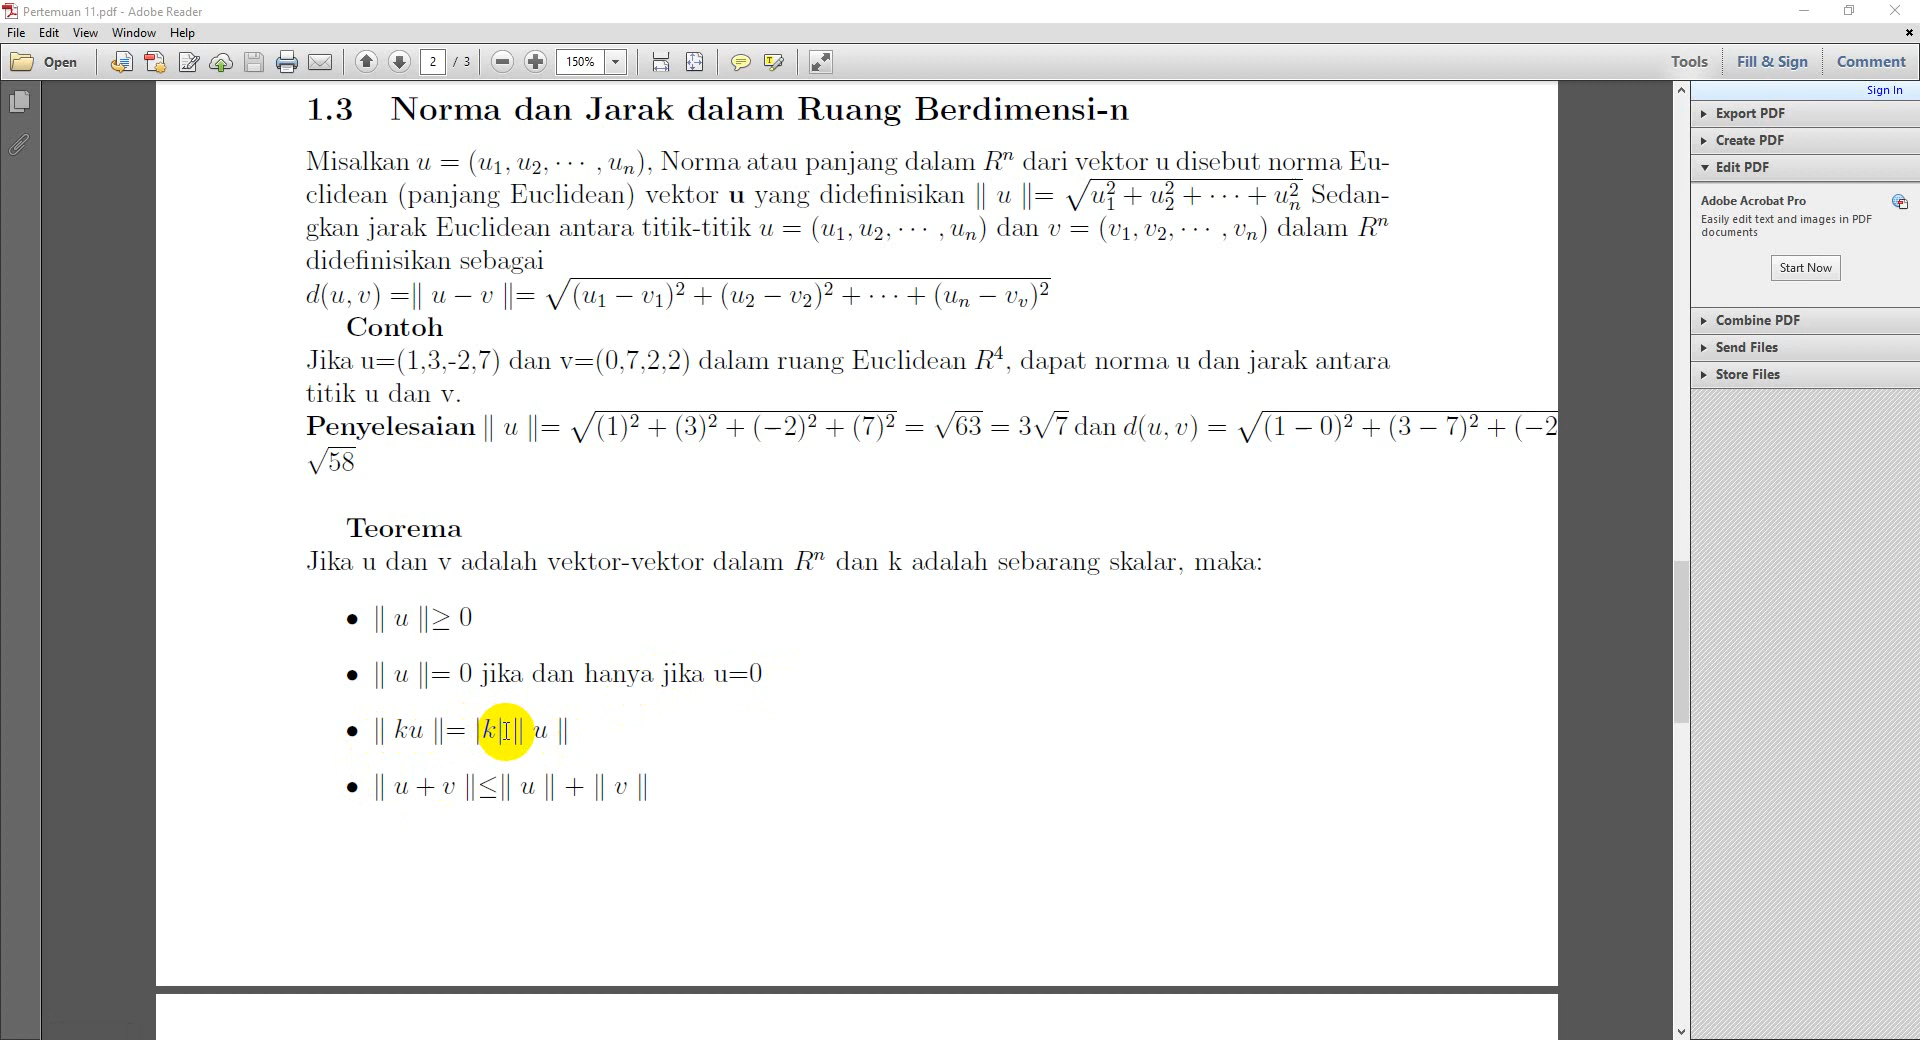 Pertemuan 11.pdf - Adobe Reader
File Edit View Window Help
Open 2 / 3 150% Tools Fill & Sign Comment
Sign In
Export PDF
Create PDF
Edit PDF
Adobe Acrobat Pro
Easily edit text and images in PDF
documents
Start Now
Combine PDF
Send Files
Store Files
1.3 Norma dan Jarak dalam Ruang Berdimensi-n
Misalkan u = (u₁, u₂, ⋯ , uₙ), Norma atau panjang dalam Rⁿ dari vektor u disebut norma Eu-
clidean (panjang Euclidean) vektor u yang didefinisikan ‖ u ‖= √(u₁² + u₂² + ⋯ + uₙ²) Sedan-
gkan jarak Euclidean antara titik-titik u = (u₁, u₂, ⋯ , uₙ) dan v = (v₁, v₂, ⋯ , vₙ) dalam Rⁿ
didefinisikan sebagai
d(u, v) =‖ u − v ‖= √((u₁ − v₁)² + (u₂ − v₂)² + ⋯ + (uₙ − vᵥ)²)
Contoh
Jika u=(1,3,-2,7) dan v=(0,7,2,2) dalam ruang Euclidean R⁴, dapat norma u dan jarak antara
titik u dan v.
Penyelesaian ‖ u ‖= √((1)² + (3)² + (−2)² + (7)²) = √63 = 3√7 dan d(u, v) = √((1 − 0)² + (3 − 7)² + (−2
√58
Teorema
Jika u dan v adalah vektor-vektor dalam Rⁿ dan k adalah sebarang skalar, maka:
• ‖ u ‖≥ 0
• ‖ u ‖= 0 jika dan hanya jika u=0
• ‖ ku ‖= |k| ‖ u ‖
• ‖ u + v ‖≤‖ u ‖ + ‖ v ‖